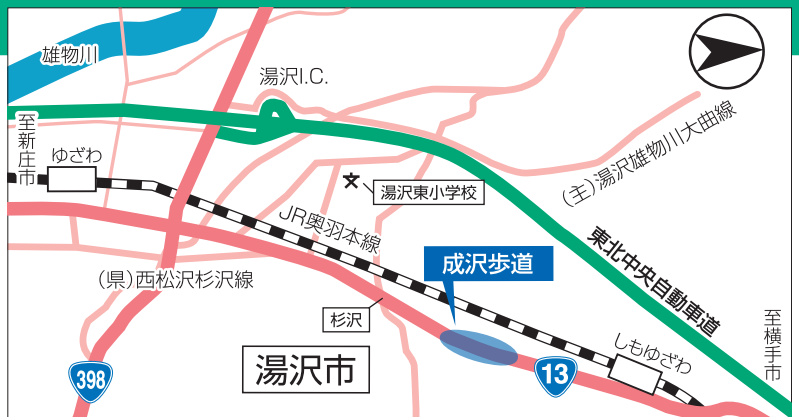 雄物川
湯沢I.C.
至新庄市
ゆざわ
湯沢東小学校
(主)湯沢雄物川大曲線
JR奥羽本線
東北中央自動車道
成沢歩道
(県)西松沢杉沢線
杉沢
至横手市
しもゆざわ
湯沢市
398
13